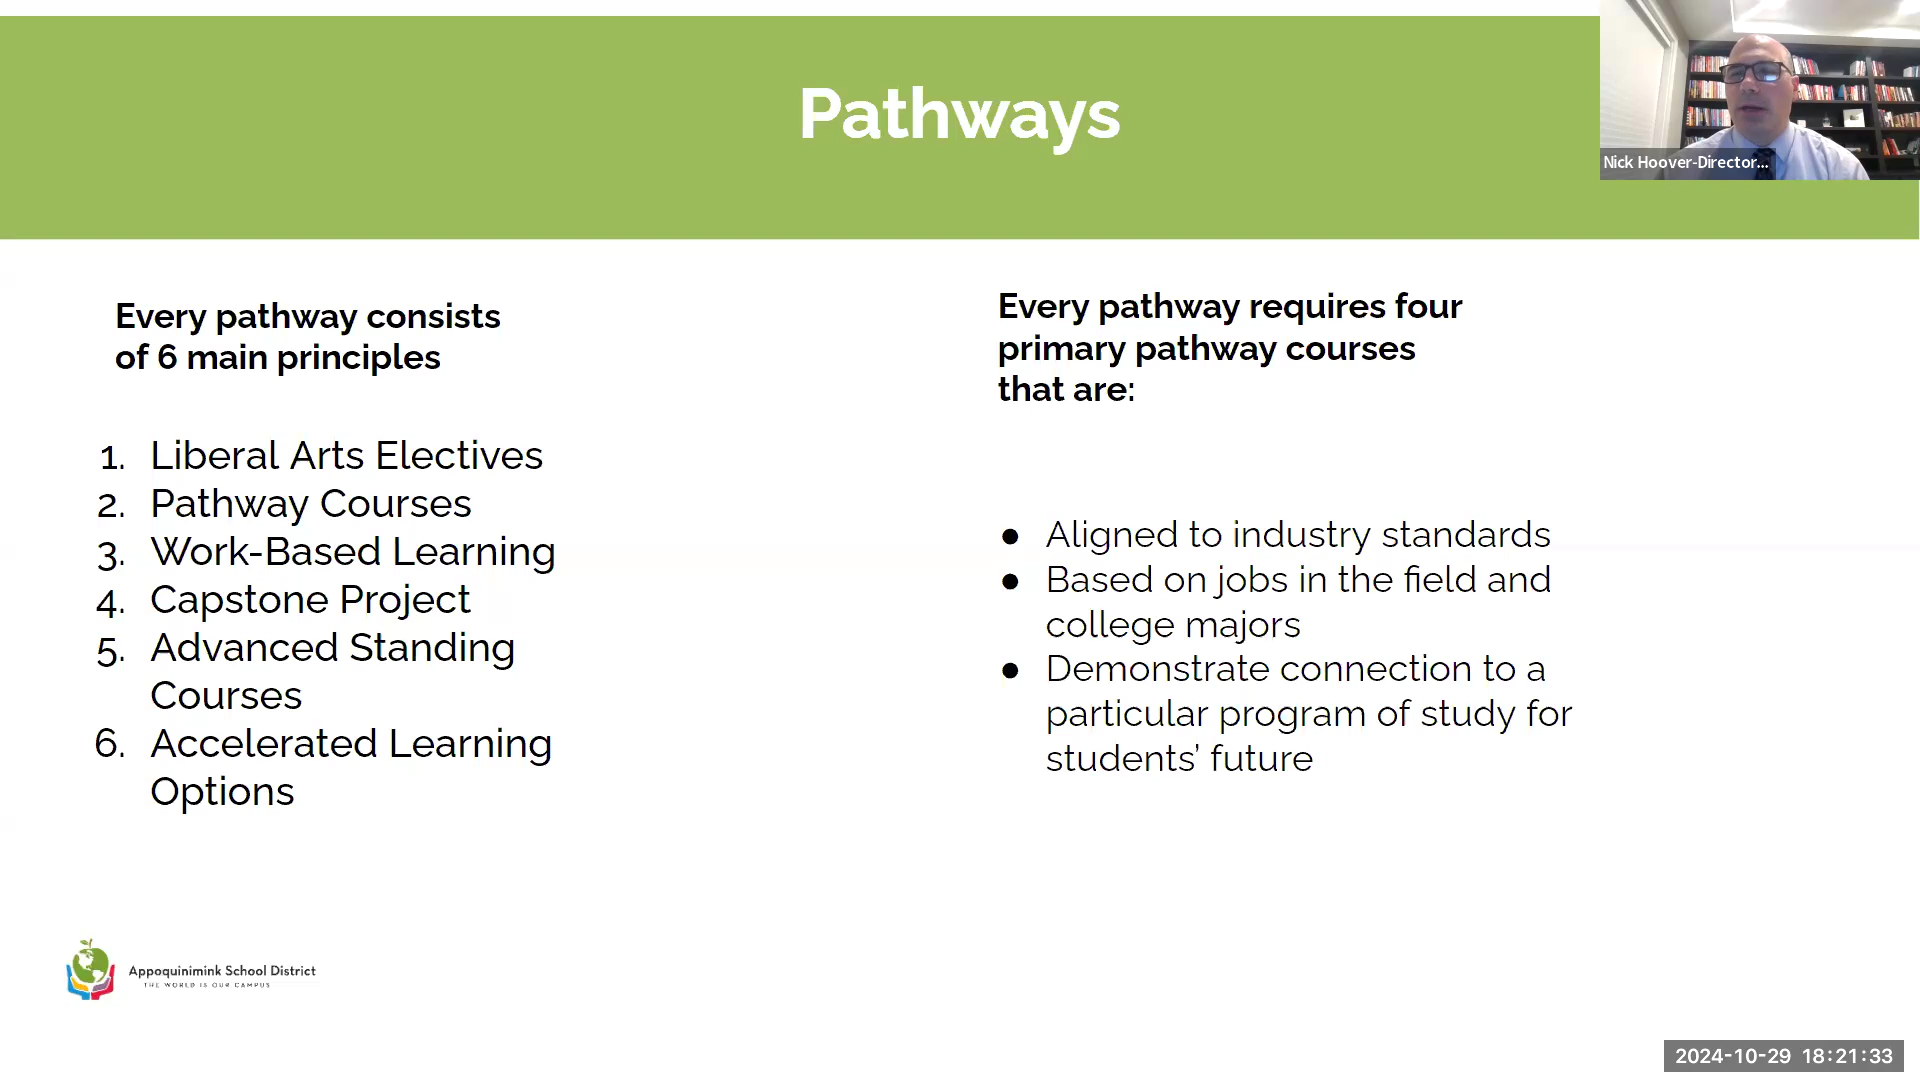 Pathways
Nick Hoover-Director...
Every pathway consists
of 6 main principles
1. Liberal Arts Electives
2. Pathway Courses
3. Work-Based Learning
4. Capstone Project
5. Advanced Standing
Courses
6. Accelerated Learning
Options
Every pathway requires four
primary pathway courses
that are:
● Aligned to industry standards
● Based on jobs in the field and
college majors
● Demonstrate connection to a
particular program of study for
students’ future
Appoquinimink School District
THE WORLD IS OUR CAMPUS
2024-10-29 18:21:33